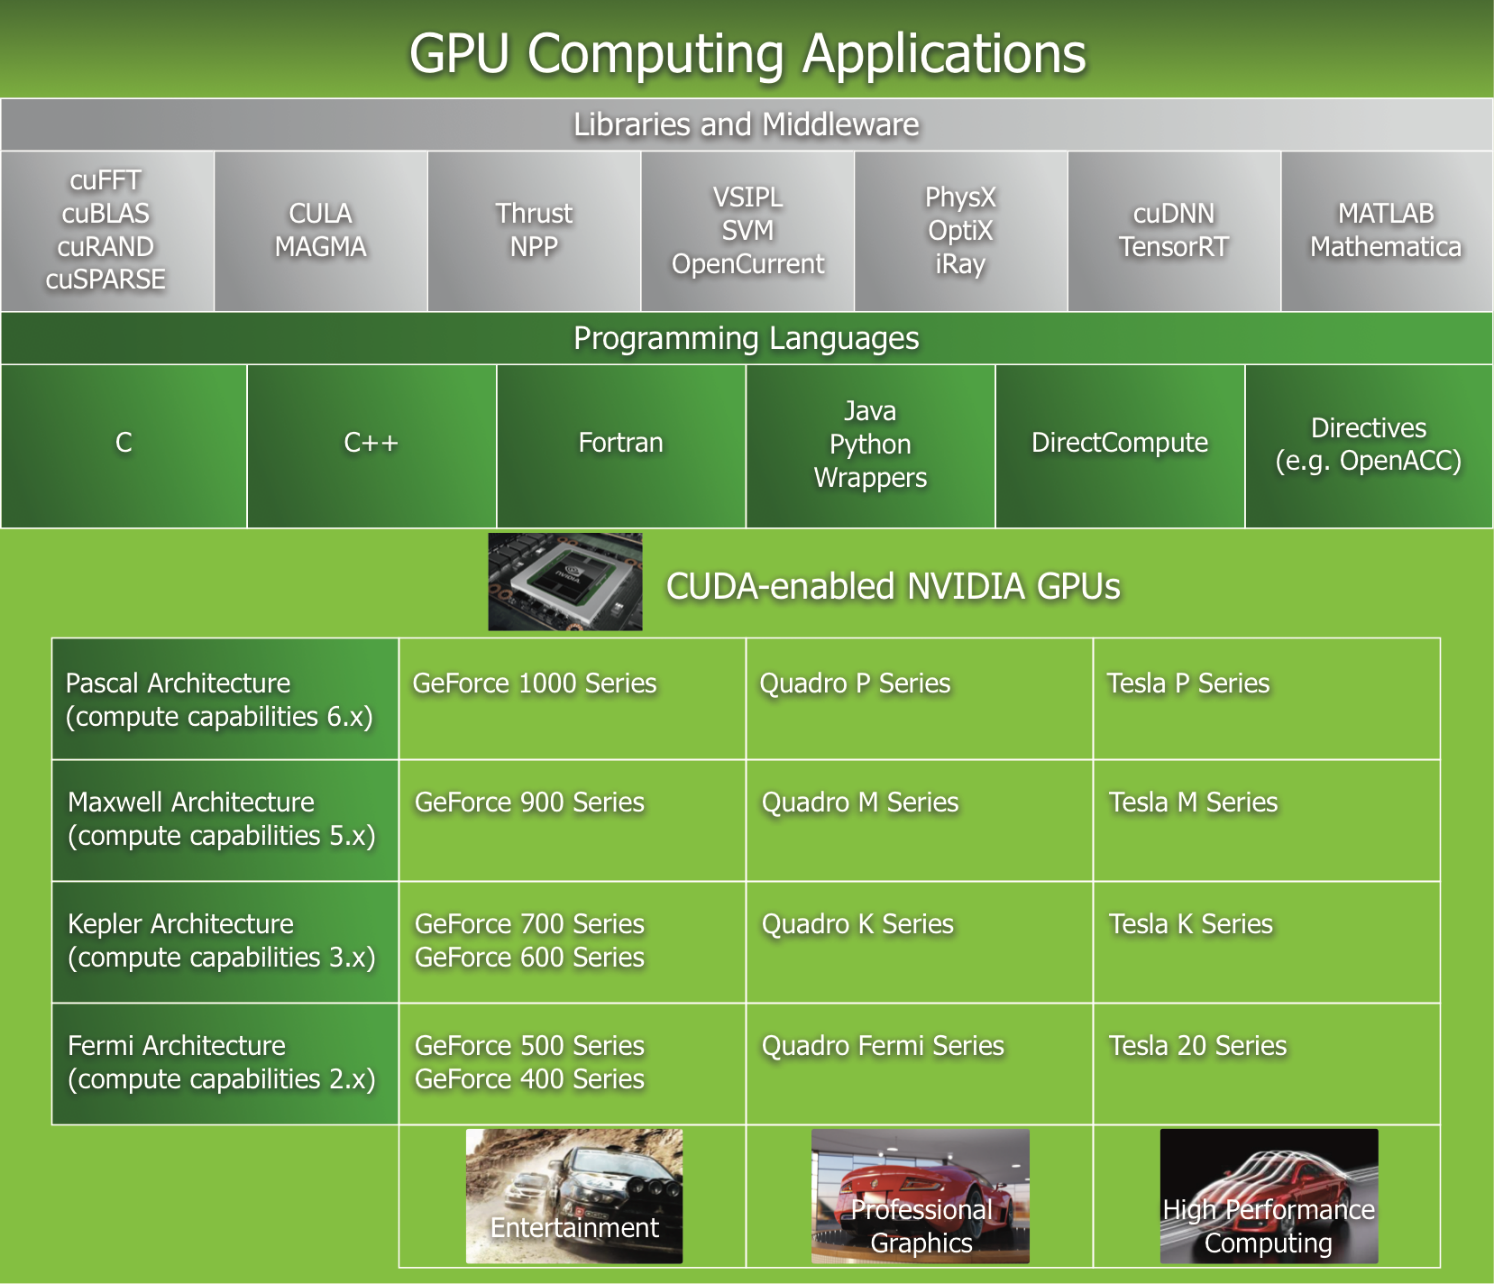 GPU Computing Applications
Libraries and Middleware
cuFFT
cuBLAS
cuRAND
cuSPARSE
CULA
MAGMA
Thrust
NPP
VSIPL
SVM
OpenCurrent
PhysX
OptiX
iRay
cuDNN
TensorRT
MATLAB
Mathematica
Programming Languages
C
C++
Fortran
Java
Python
Wrappers
DirectCompute
Directives
(e.g. OpenACC)
NVIDIA
CUDA-enabled NVIDIA GPUs
Pascal Architecture
(compute capabilities 6.x)
GeForce 1000 Series
Quadro P Series
Tesla P Series
Maxwell Architecture
(compute capabilities 5.x)
GeForce 900 Series
Quadro M Series
Tesla M Series
Kepler Architecture
(compute capabilities 3.x)
GeForce 700 Series
GeForce 600 Series
Quadro K Series
Tesla K Series
Fermi Architecture
(compute capabilities 2.x)
GeForce 500 Series
GeForce 400 Series
Quadro Fermi Series
Tesla 20 Series
Entertainment
Professional
Graphics
High Performance
Computing